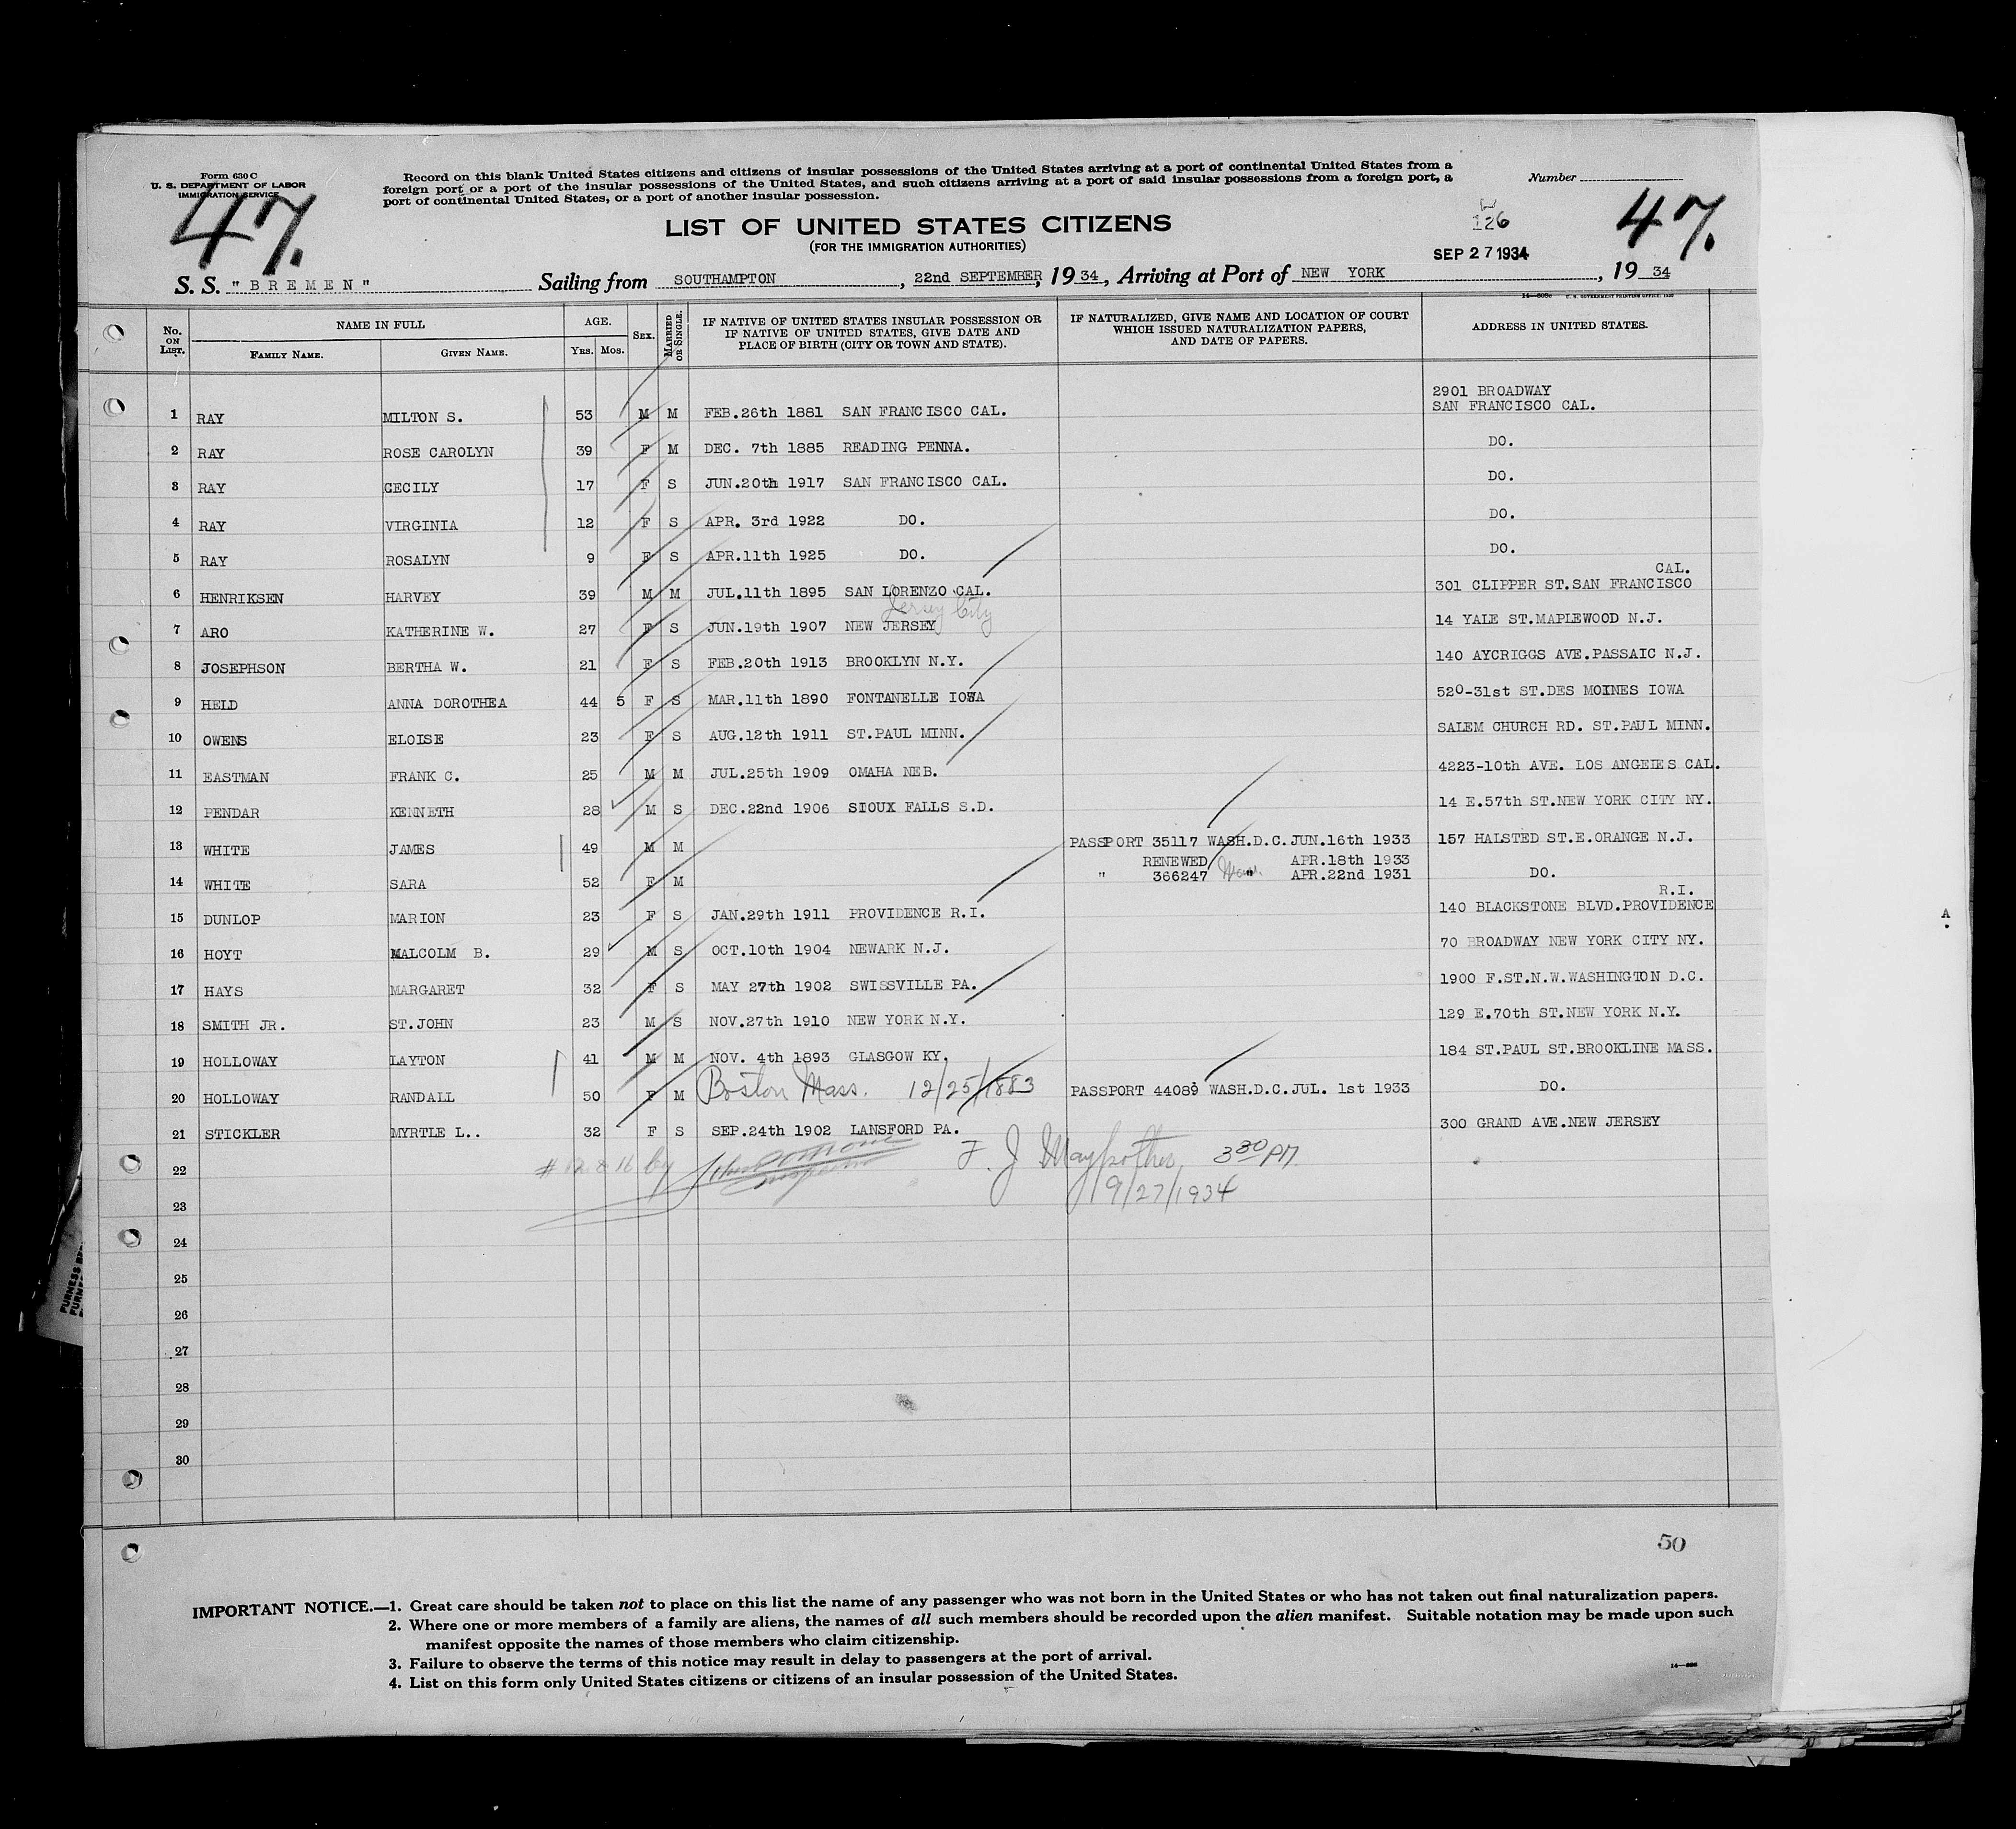 Form 630 C
U. S. DEPARTMENT OF LABOR
IMMIGRATION SERVICE
47.
Record on this blank United States citizens and citizens of insular possessions of the United States arriving at a port of continental United States from a
foreign port or a port of the insular possessions of the United States, and such citizens arriving at a port of said insular possessions from a foreign port, a
port of continental United States, or a port of another insular possession.
Number
126
47.
LIST OF UNITED STATES CITIZENS
(FOR THE IMMIGRATION AUTHORITIES)
SEP 27 1934
S. S. "BREMEN" Sailing from SOUTHAMPTON, 22nd SEPTEMBER, 1934, Arriving at Port of NEW YORK, 1934
No. ON LIST. NAME IN FULL FAMILY NAME. GIVEN NAME. AGE. YRS. MOS. SEX. MARRIED OR SINGLE. IF NATIVE OF UNITED STATES INSULAR POSSESSION OR IF NATIVE OF UNITED STATES, GIVE DATE AND PLACE OF BIRTH (CITY OR TOWN AND STATE). IF NATURALIZED, GIVE NAME AND LOCATION OF COURT WHICH ISSUED NATURALIZATION PAPERS, AND DATE OF PAPERS. ADDRESS IN UNITED STATES.
2901 BROADWAY
1 RAY MILTON S. 53 M M FEB.26th 1881 SAN FRANCISCO CAL. SAN FRANCISCO CAL.
2 RAY ROSE CAROLYN 39 F M DEC. 7th 1885 READING PENNA. DO.
3 RAY CECILY 17 F S JUN.20th 1917 SAN FRANCISCO CAL. DO.
4 RAY VIRGINIA 12 F S APR. 3rd 1922 DO. DO.
5 RAY ROSALYN 9 F S APR.11th 1925 DO. DO.
CAL.
6 HENRIKSEN HARVEY 39 M M JUL.11th 1895 SAN LORENZO CAL. 301 CLIPPER ST.SAN FRANCISCO
Jersey City
7 ARO KATHERINE W. 27 F S JUN.19th 1907 NEW JERSEY 14 YALE ST.MAPLEWOOD N.J.
8 JOSEPHSON BERTHA W. 21 F S FEB.20th 1913 BROOKLYN N.Y. 140 AYCRIGGS AVE.PASSAIC N.J.
9 HELD ANNA DOROTHEA 44 5 F S MAR.11th 1890 FONTANELLE IOWA 520-31st ST.DES MOINES IOWA
10 OWENS ELOISE 23 F S AUG.12th 1911 ST.PAUL MINN. SALEM CHURCH RD. ST.PAUL MINN.
11 EASTMAN FRANK C. 25 M M JUL.25th 1909 OMAHA NEB. 4223-10th AVE. LOS ANGELES CAL.
12 PENDAR KENNETH 28 M S DEC.22nd 1906 SIOUX FALLS S.D. 14 E.57th ST.NEW YORK CITY NY.
13 WHITE JAMES 49 M M PASSPORT 35117 WASH.D.C.JUN.16th 1933 157 HALSTED ST.E.ORANGE N.J.
RENEWED APR.18th 1933
14 WHITE SARA 52 F M " 366247 " APR.22nd 1931 DO.
R.I.
15 DUNLOP MARION 23 F S JAN.29th 1911 PROVIDENCE R.I. 140 BLACKSTONE BLVD.PROVIDENCE
16 HOYT MALCOLM B. 29 M S OCT.10th 1904 NEWARK N.J. 70 BROADWAY NEW YORK CITY NY.
17 HAYS MARGARET 32 F S MAY 27th 1902 SWISSVILLE PA. 1900 F.ST.N.W.WASHINGTON D.C.
18 SMITH JR. ST.JOHN 23 M S NOV.27th 1910 NEW YORK N.Y. 129 E.70th ST.NEW YORK N.Y.
19 HOLLOWAY LAYTON 41 M M NOV. 4th 1893 GLASGOW KY. 184 ST.PAUL ST.BROOKLINE MASS.
20 HOLLOWAY RANDALL 50 F M Boston Mass. 12/25/1883 PASSPORT 44089 WASH.D.C.JUL. 1st 1933 DO.
21 STICKLER MYRTLE L.. 32 F S SEP.24th 1902 LANSFORD PA. 300 GRAND AVE.NEW JERSEY
22 #12 & 16 by F. J. Maypother 3 30 PM
23 9/27/1934
24
25
26
27
28
29
30
50
IMPORTANT NOTICE.—1. Great care should be taken not to place on this list the name of any passenger who was not born in the United States or who has not taken out final naturalization papers.
2. Where one or more members of a family are aliens, the names of all such members should be recorded upon the alien manifest. Suitable notation may be made upon such
manifest opposite the names of those members who claim citizenship.
3. Failure to observe the terms of this notice may result in delay to passengers at the port of arrival.
4. List on this form only United States citizens or citizens of an insular possession of the United States.